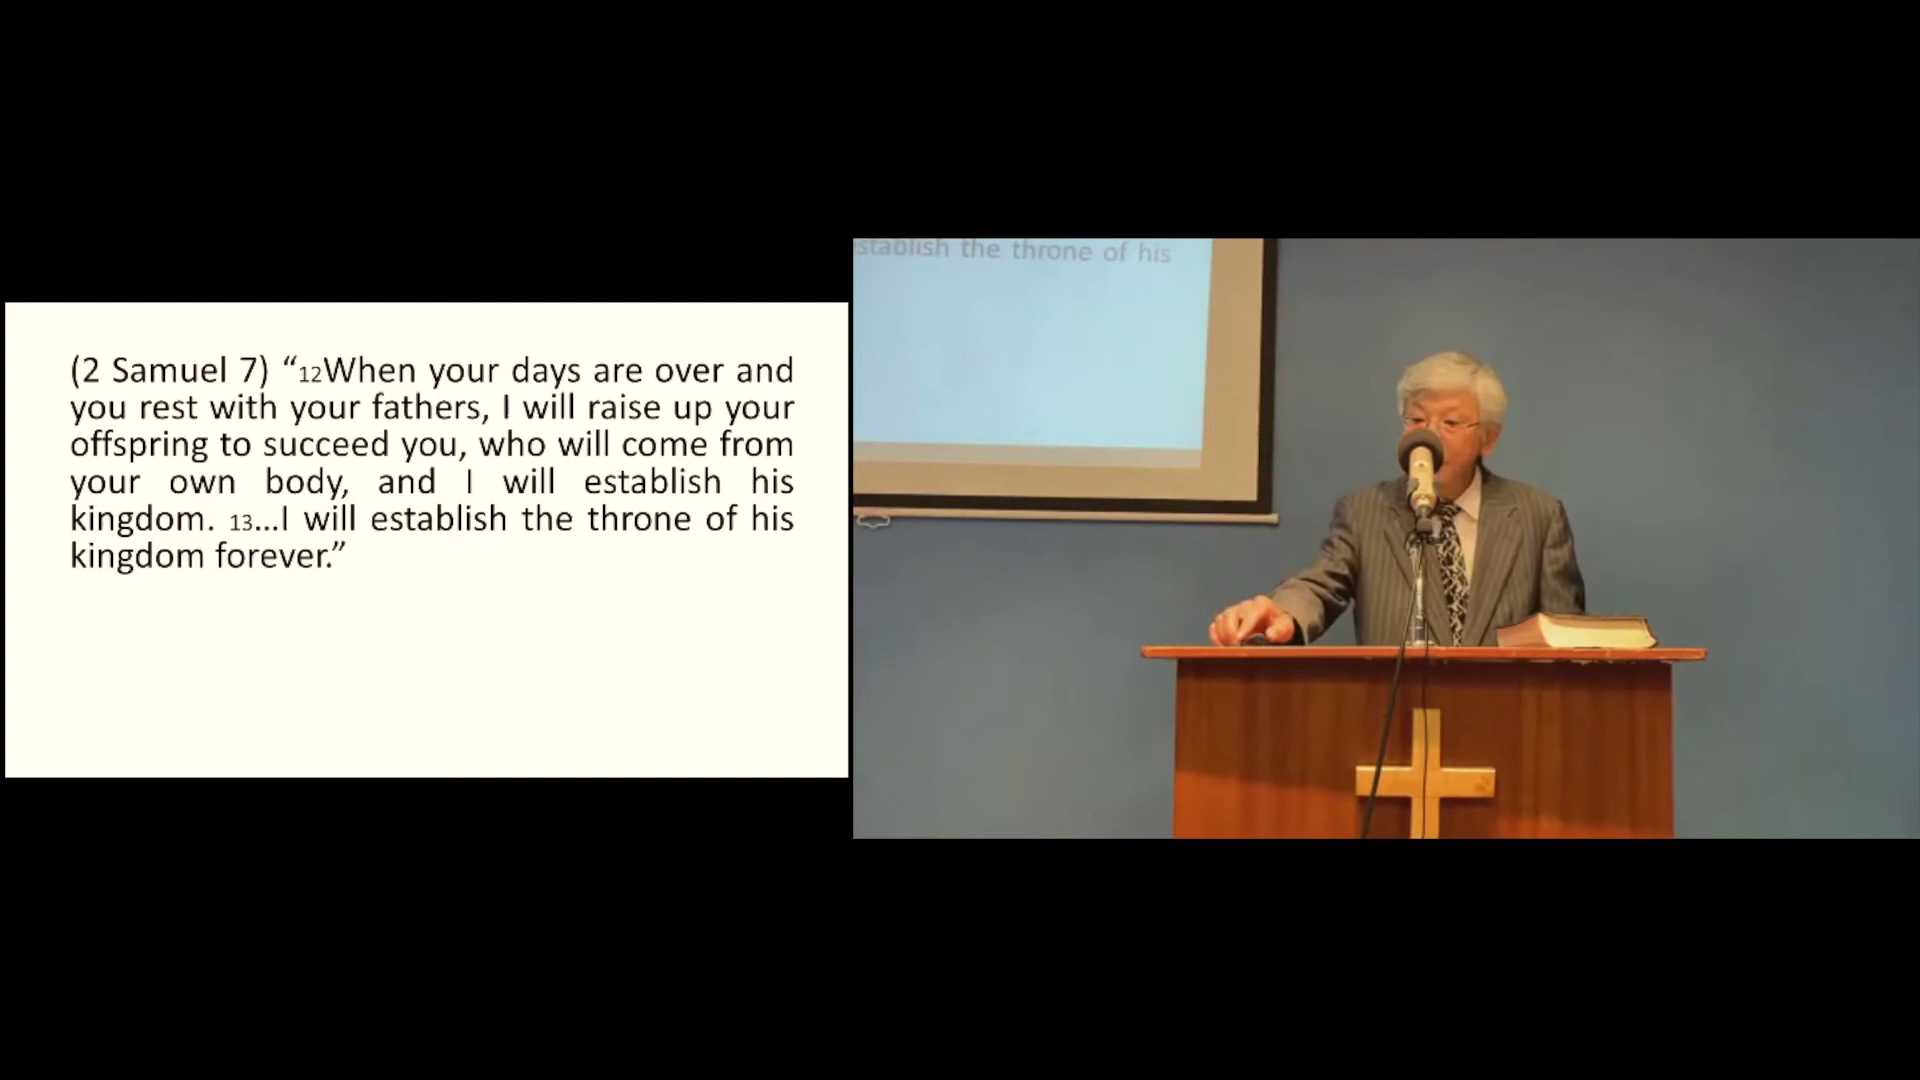 (2 Samuel 7) “12When your days are over and
you rest with your fathers, I will raise up your
offspring to succeed you, who will come from
your own body, and I will establish his
kingdom. 13...I will establish the throne of his
kingdom forever.”
establish the throne of his